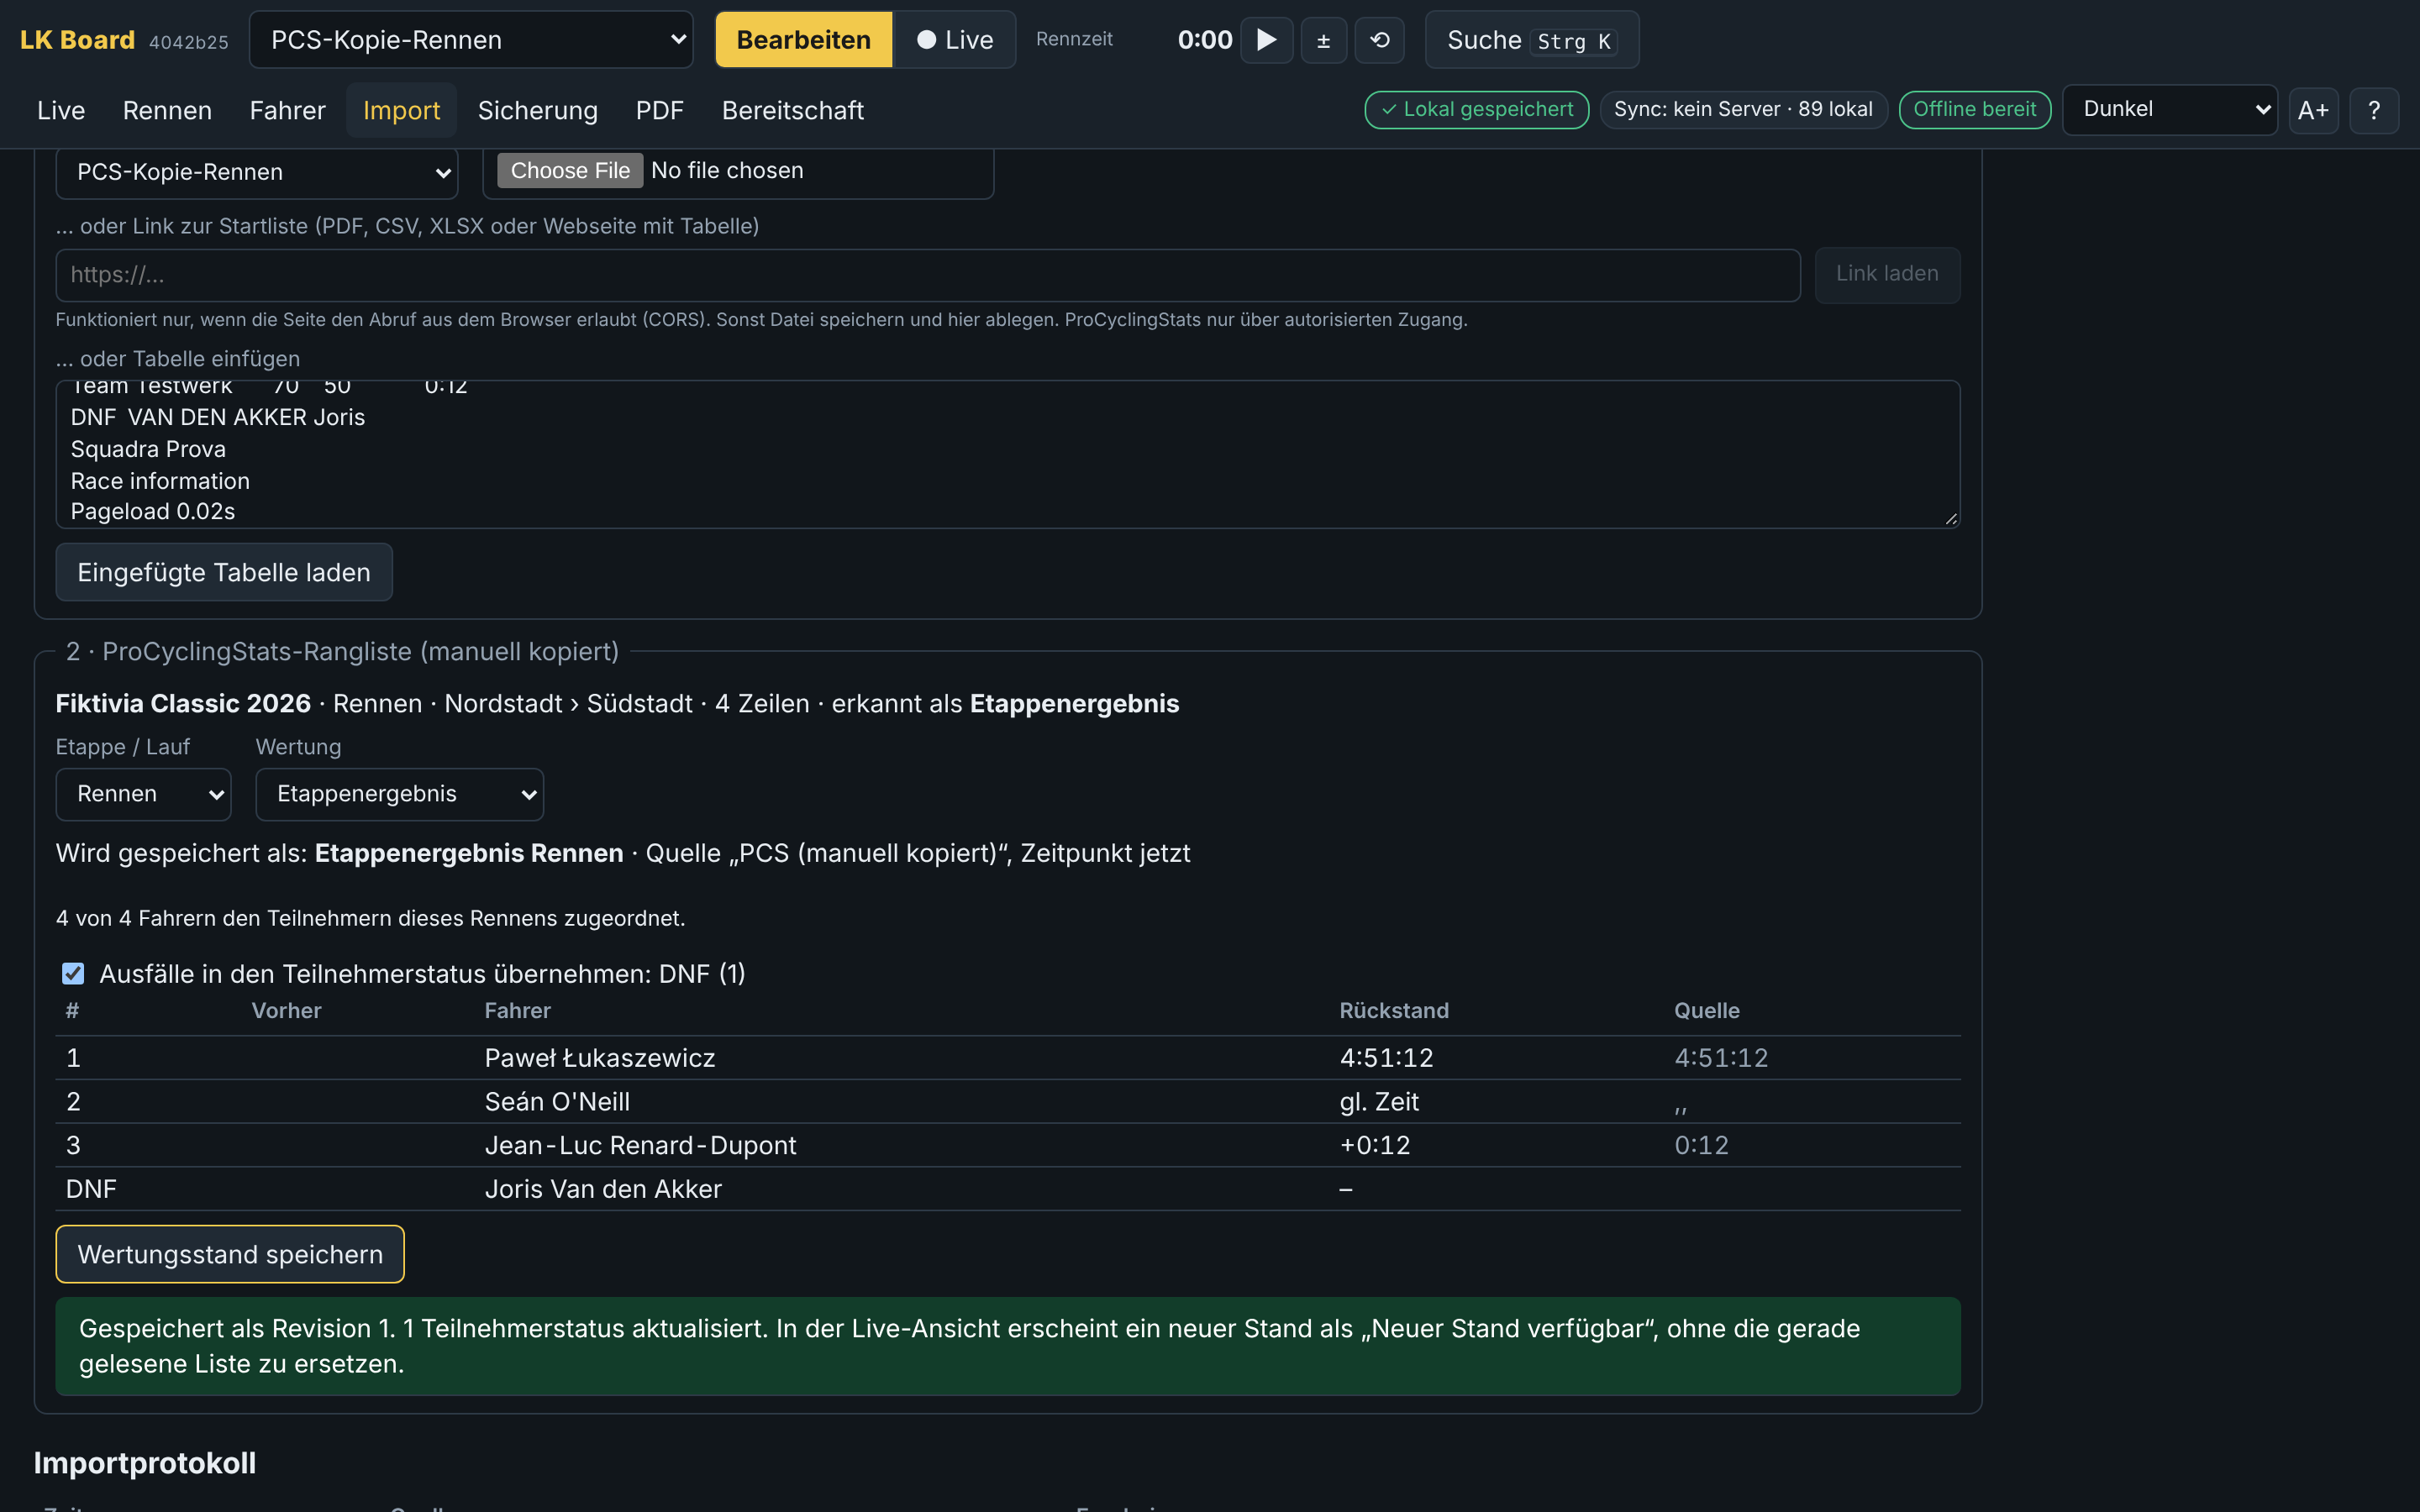 LK Board 4042b25 PCS-Kopie-Rennen Bearbeiten Live Rennzeit 0:00 ± ⟲ Suche Strg K
Live Rennen Fahrer Import Sicherung PDF Bereitschaft ✓ Lokal gespeichert Sync: kein Server · 89 lokal Offline bereit Dunkel A+ ?
PCS-Kopie-Rennen Choose File No file chosen
… oder Link zur Startliste (PDF, CSV, XLSX oder Webseite mit Tabelle)
https://… Link laden
Funktioniert nur, wenn die Seite den Abruf aus dem Browser erlaubt (CORS). Sonst Datei speichern und hier ablegen. ProCyclingStats nur über autorisierten Zugang.
… oder Tabelle einfügen
Team Testwerk 70 50 0:12
DNF VAN DEN AKKER Joris
Squadra Prova
Race information
Pageload 0.02s
Eingefügte Tabelle laden
2 · ProCyclingStats-Rangliste (manuell kopiert)
Fiktivia Classic 2026 · Rennen · Nordstadt › Südstadt · 4 Zeilen · erkannt als Etappenergebnis
Etappe / Lauf Wertung
Rennen Etappenergebnis
Wird gespeichert als: Etappenergebnis Rennen · Quelle „PCS (manuell kopiert)“, Zeitpunkt jetzt
4 von 4 Fahrern den Teilnehmern dieses Rennens zugeordnet.
Ausfälle in den Teilnehmerstatus übernehmen: DNF (1)
# Vorher Fahrer Rückstand Quelle
1 Paweł Łukaszewicz 4:51:12 4:51:12
2 Seán O'Neill gl. Zeit ,,
3 Jean-Luc Renard-Dupont +0:12 0:12
DNF Joris Van den Akker –
Wertungsstand speichern
Gespeichert als Revision 1. 1 Teilnehmerstatus aktualisiert. In der Live-Ansicht erscheint ein neuer Stand als „Neuer Stand verfügbar“, ohne die gerade
gelesene Liste zu ersetzen.
Importprotokoll